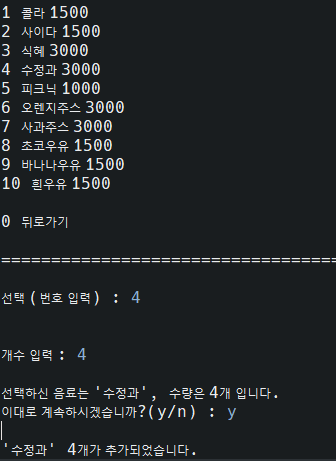 1 콜라 1500
2 사이다 1500
3 식혜 3000
4 수정과 3000
5 피크닉 1000
6 오렌지주스 3000
7 사과주스 3000
8 초코우유 1500
9 바나나우유 1500
10 흰우유 1500
0 뒤로가기
=====================================
선택(번호 입력) : 4
개수 입력 : 4
선택하신 음료는 '수정과', 수량은 4개 입니다.
이대로 계속하시겠습니까?(y/n) : y
'수정과' 4개가 추가되었습니다.